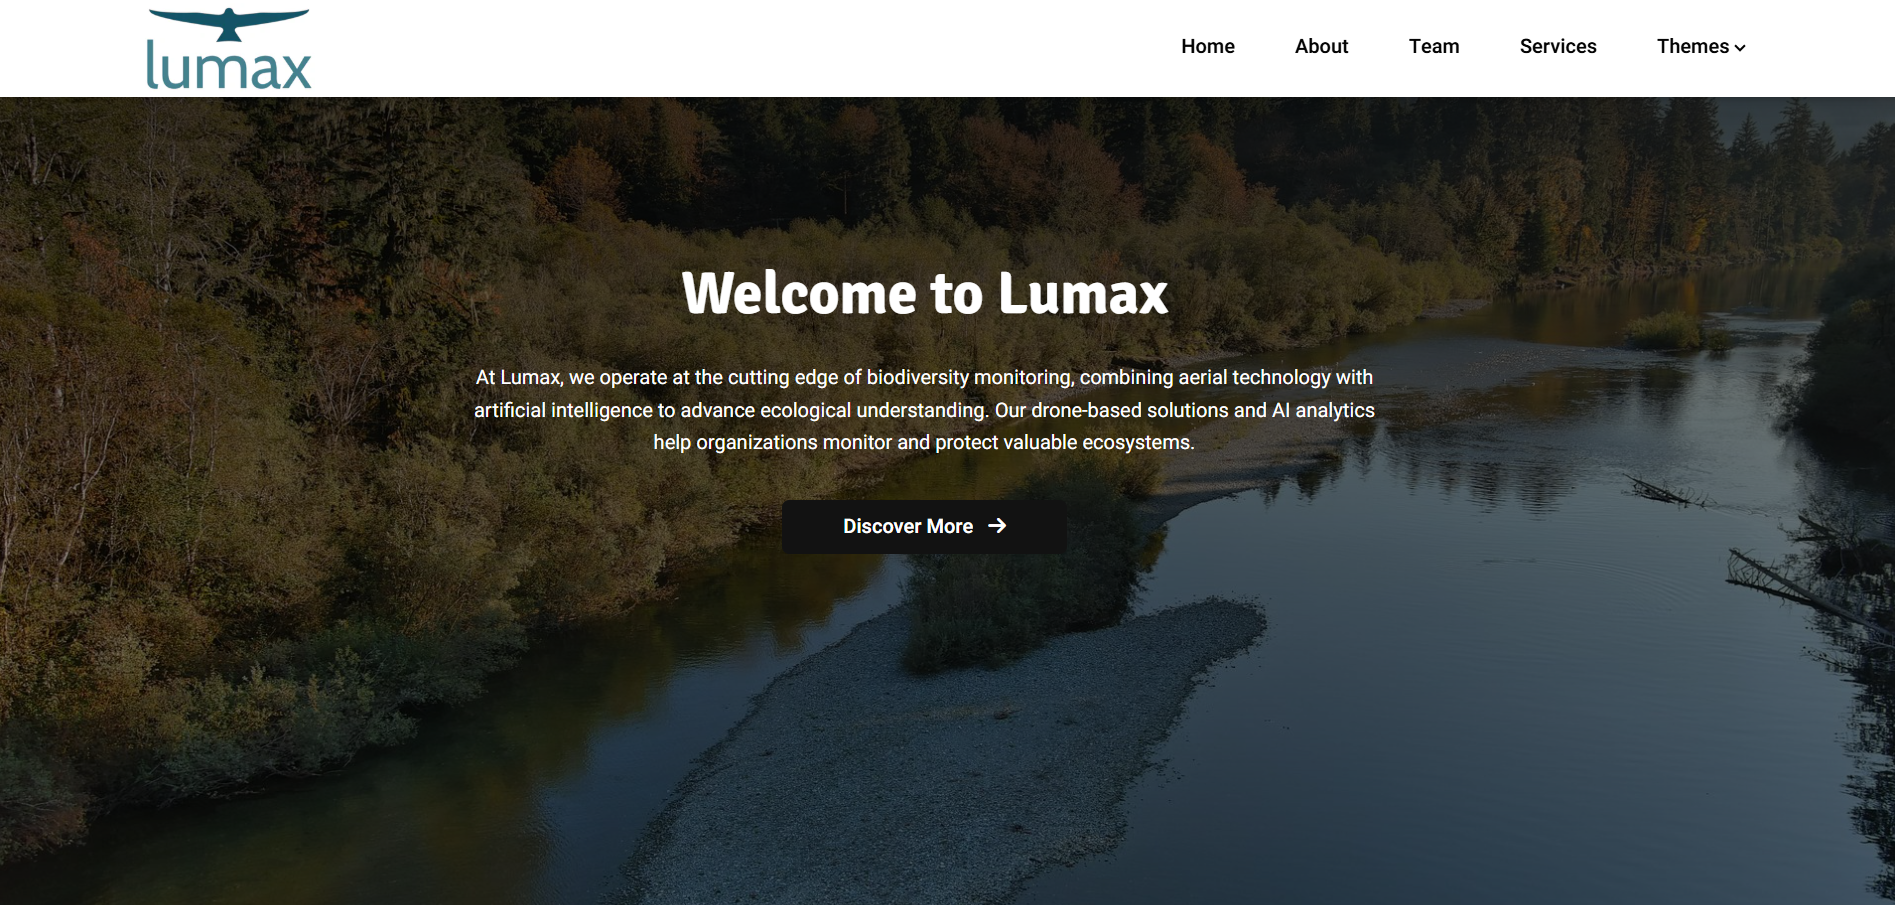 lumax
Home About Team Services Themes
Welcome to Lumax
At Lumax, we operate at the cutting edge of biodiversity monitoring, combining aerial technology with
artificial intelligence to advance ecological understanding. Our drone-based solutions and AI analytics
help organizations monitor and protect valuable ecosystems.
Discover More →